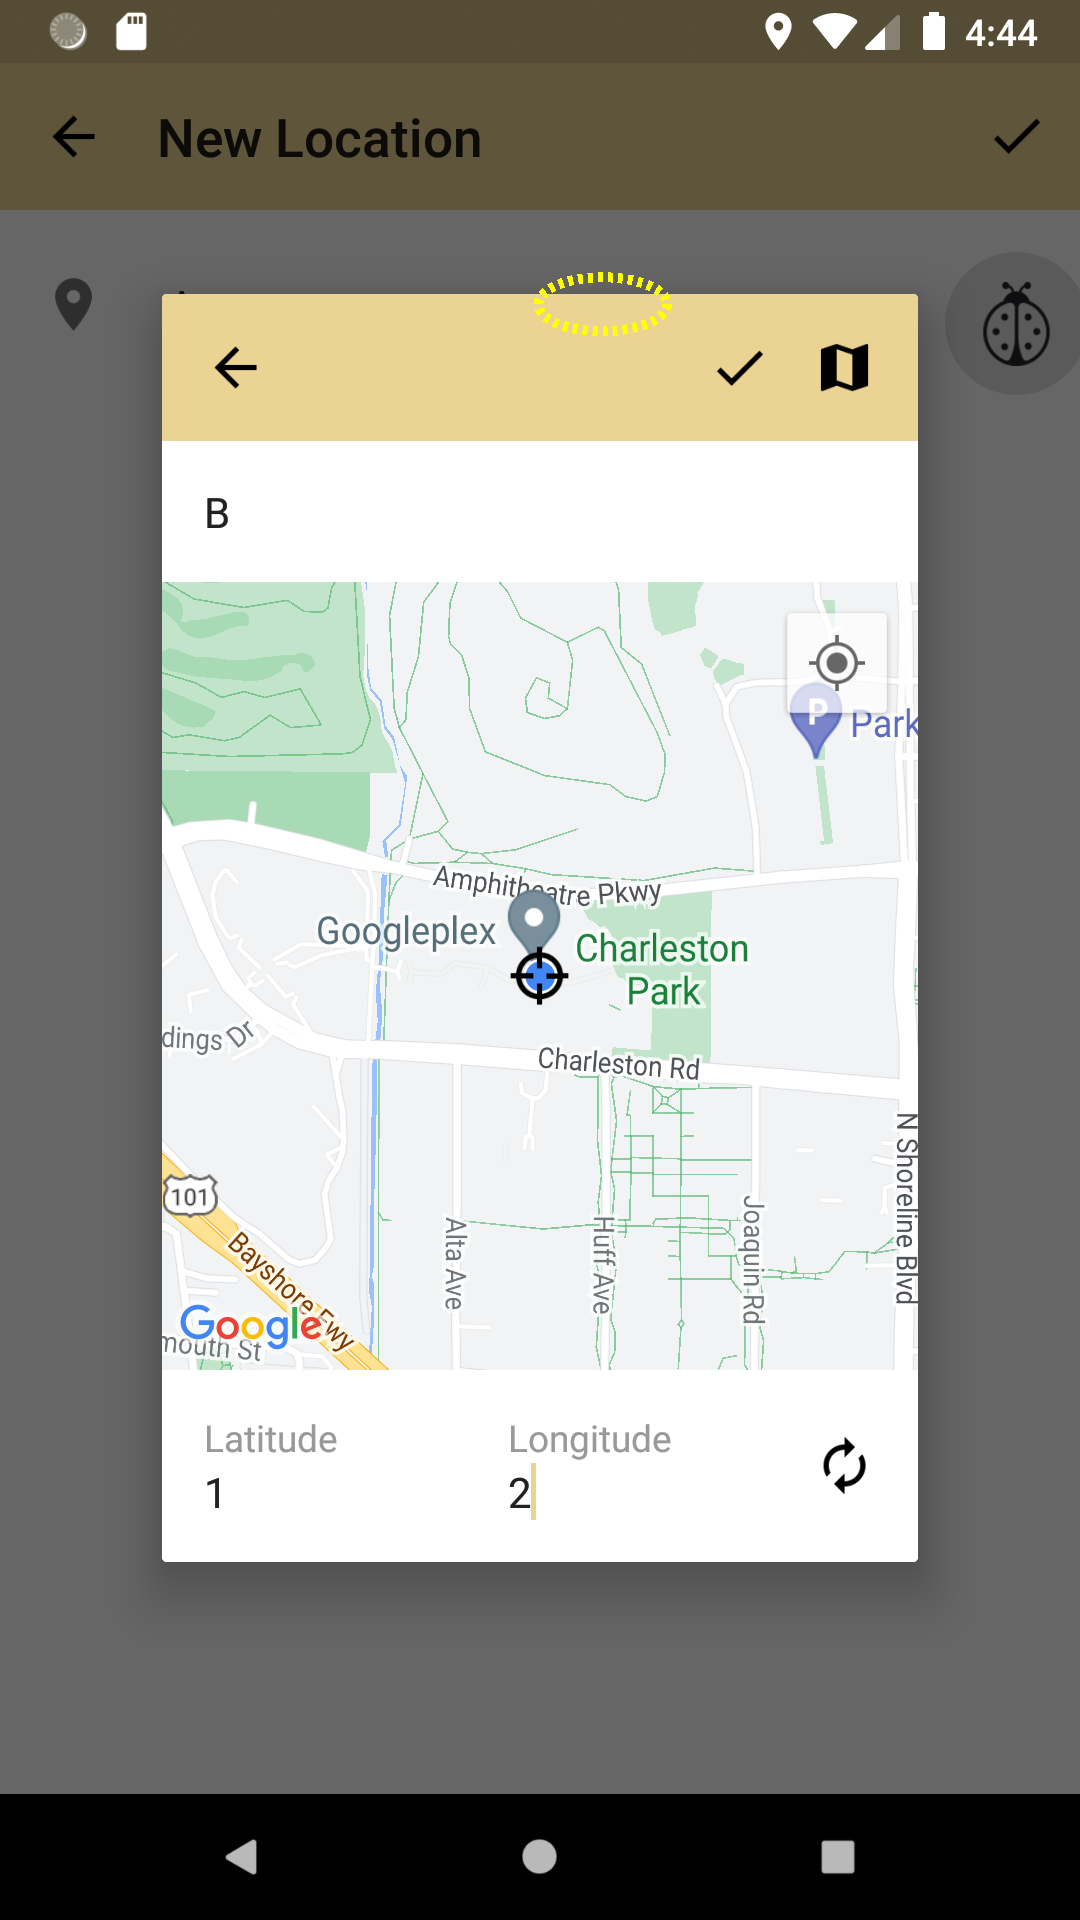 4:44
New Location
B
P
Park
Amphitheatre Pkwy
Googleplex
Charleston
Park
dings Dr
Charleston Rd
N Shoreline Blvd
101
Alta Ave
Huff Ave
Joaquin Rd
Bayshore Fwy
Google
mouth St
Latitude
Longitude
1
2